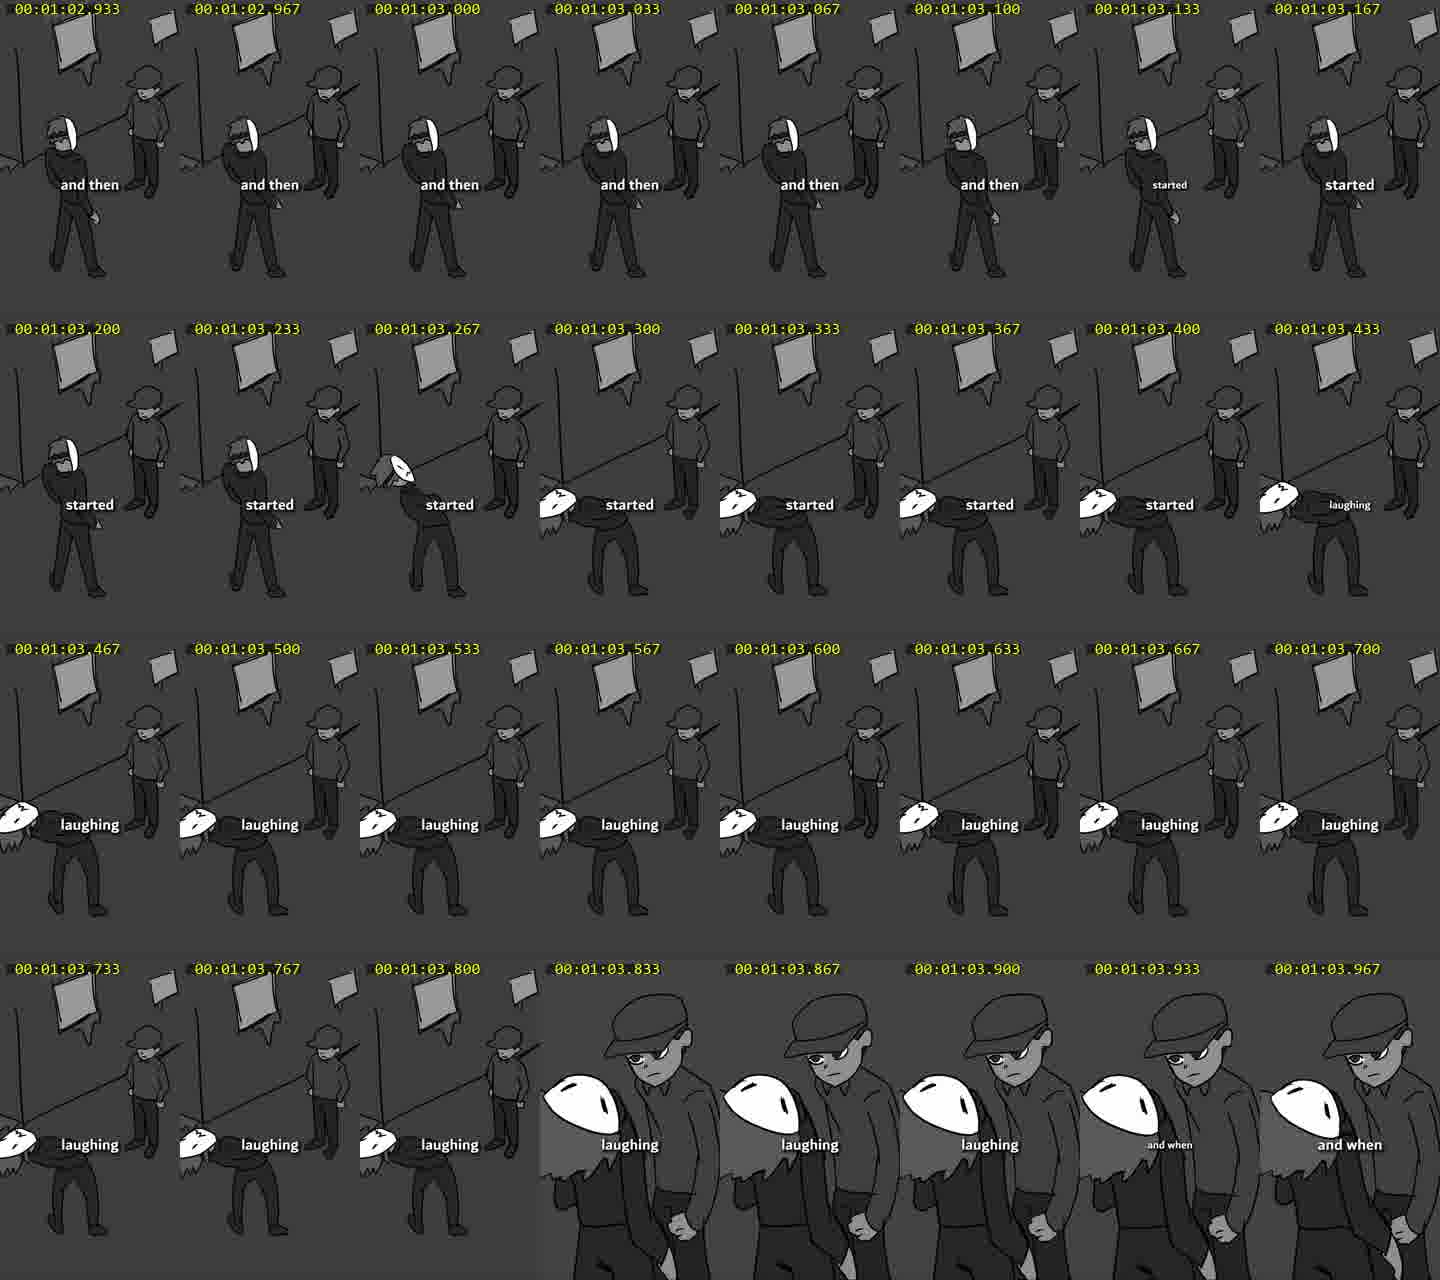 00:01:02.933 00:01:02.967 00:01:03.000 00:01:03.033 00:01:03.067 00:01:03.100 00:01:03.133 00:01:03.167
and then and then and then and then and then and then started started
00:01:03.200 00:01:03.233 00:01:03.267 00:01:03.300 00:01:03.333 00:01:03.367 00:01:03.400 00:01:03.433
started started started started started started started laughing
00:01:03.467 00:01:03.500 00:01:03.533 00:01:03.567 00:01:03.600 00:01:03.633 00:01:03.667 00:01:03.700
laughing laughing laughing laughing laughing laughing laughing laughing
00:01:03.733 00:01:03.767 00:01:03.800 00:01:03.833 00:01:03.867 00:01:03.900 00:01:03.933 00:01:03.967
laughing laughing laughing laughing laughing laughing and when and when